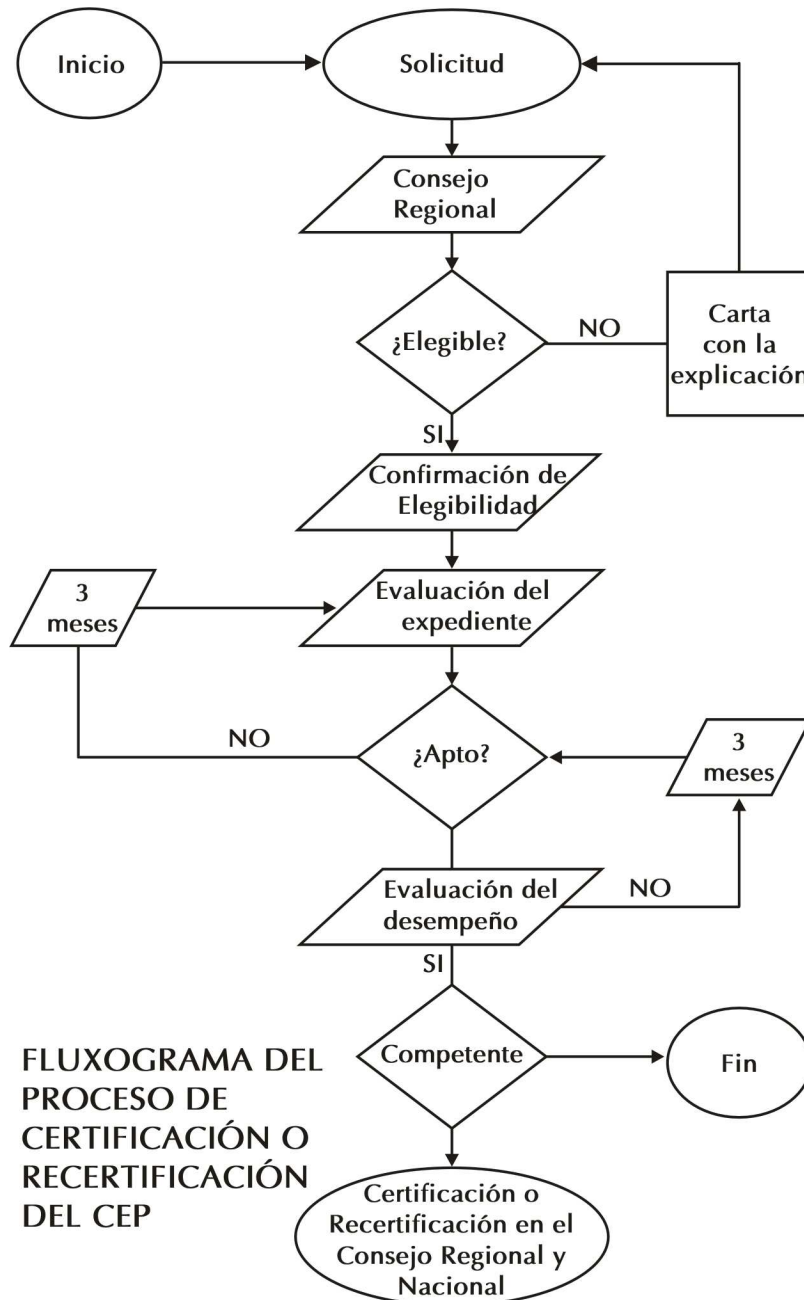 Inicio
Solicitud
Consejo
Regional
¿Elegible?
NO
Carta
con la
explicación
SI
Confirmación de
Elegibilidad
3
meses
Evaluación del
expediente
NO
¿Apto?
3
meses
Evaluación del
desempeño
NO
SI
Competente
Fin
FLUXOGRAMA DEL
PROCESO DE
CERTIFICACIÓN O
RECERTIFICACIÓN
DEL CEP
Certificación o
Recertificación en el
Consejo Regional y
Nacional